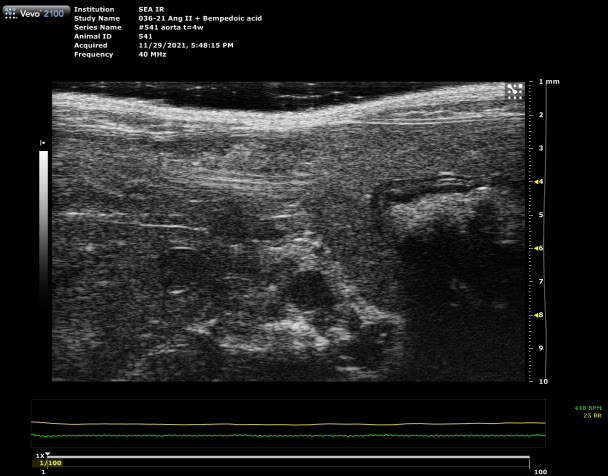 Vevo 2100
Institution SEA IR
Study Name 036-21 Ang II + Bempedoic acid
Series Name #541 aorta t=4w
Animal ID 541
Acquired 11/29/2021, 5:48:15 PM
Frequency 40 MHz
1 mm
2
3
4
5
6
7
8
9
10
418 BPM
25 RR
1X
1/100
1 100